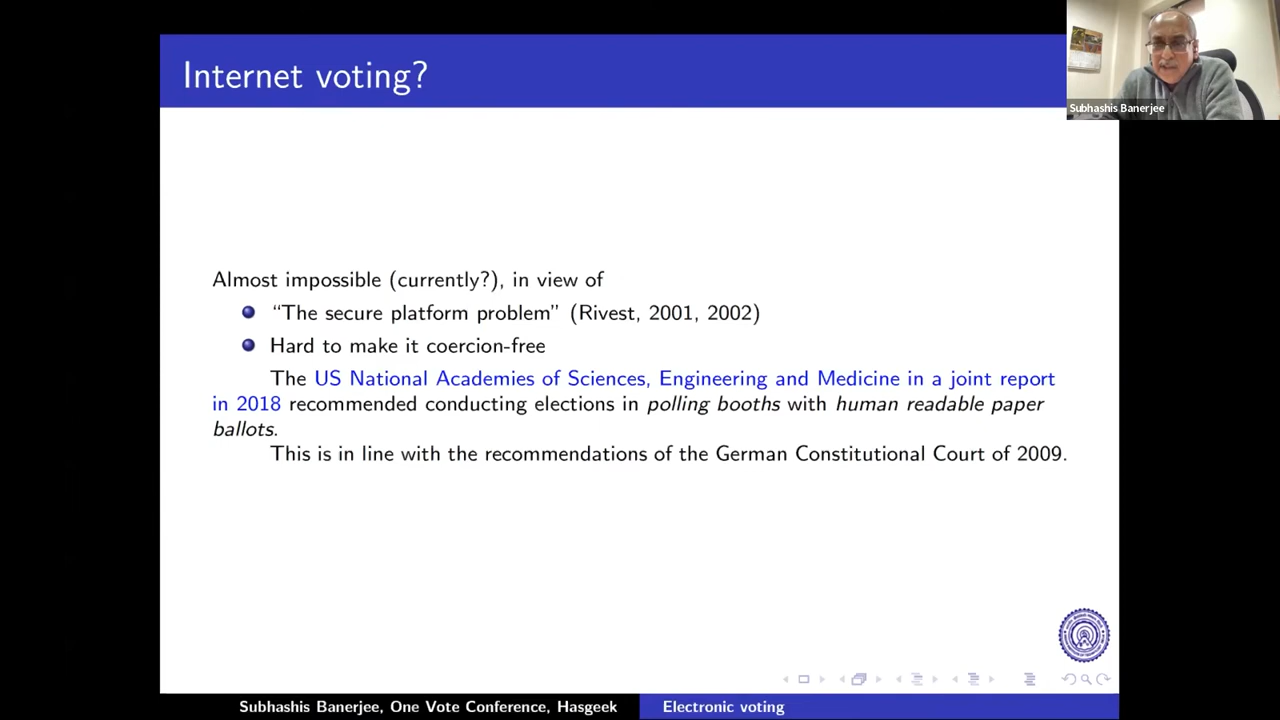 Internet voting?
Subhashis Banerjee
Almost impossible (currently?), in view of
“The secure platform problem” (Rivest, 2001, 2002)
Hard to make it coercion-free
The US National Academies of Sciences, Engineering and Medicine in a joint report
in 2018 recommended conducting elections in polling booths with human readable paper
ballots.
This is in line with the recommendations of the German Constitutional Court of 2009.
Subhashis Banerjee, One Vote Conference, Hasgeek
Electronic voting